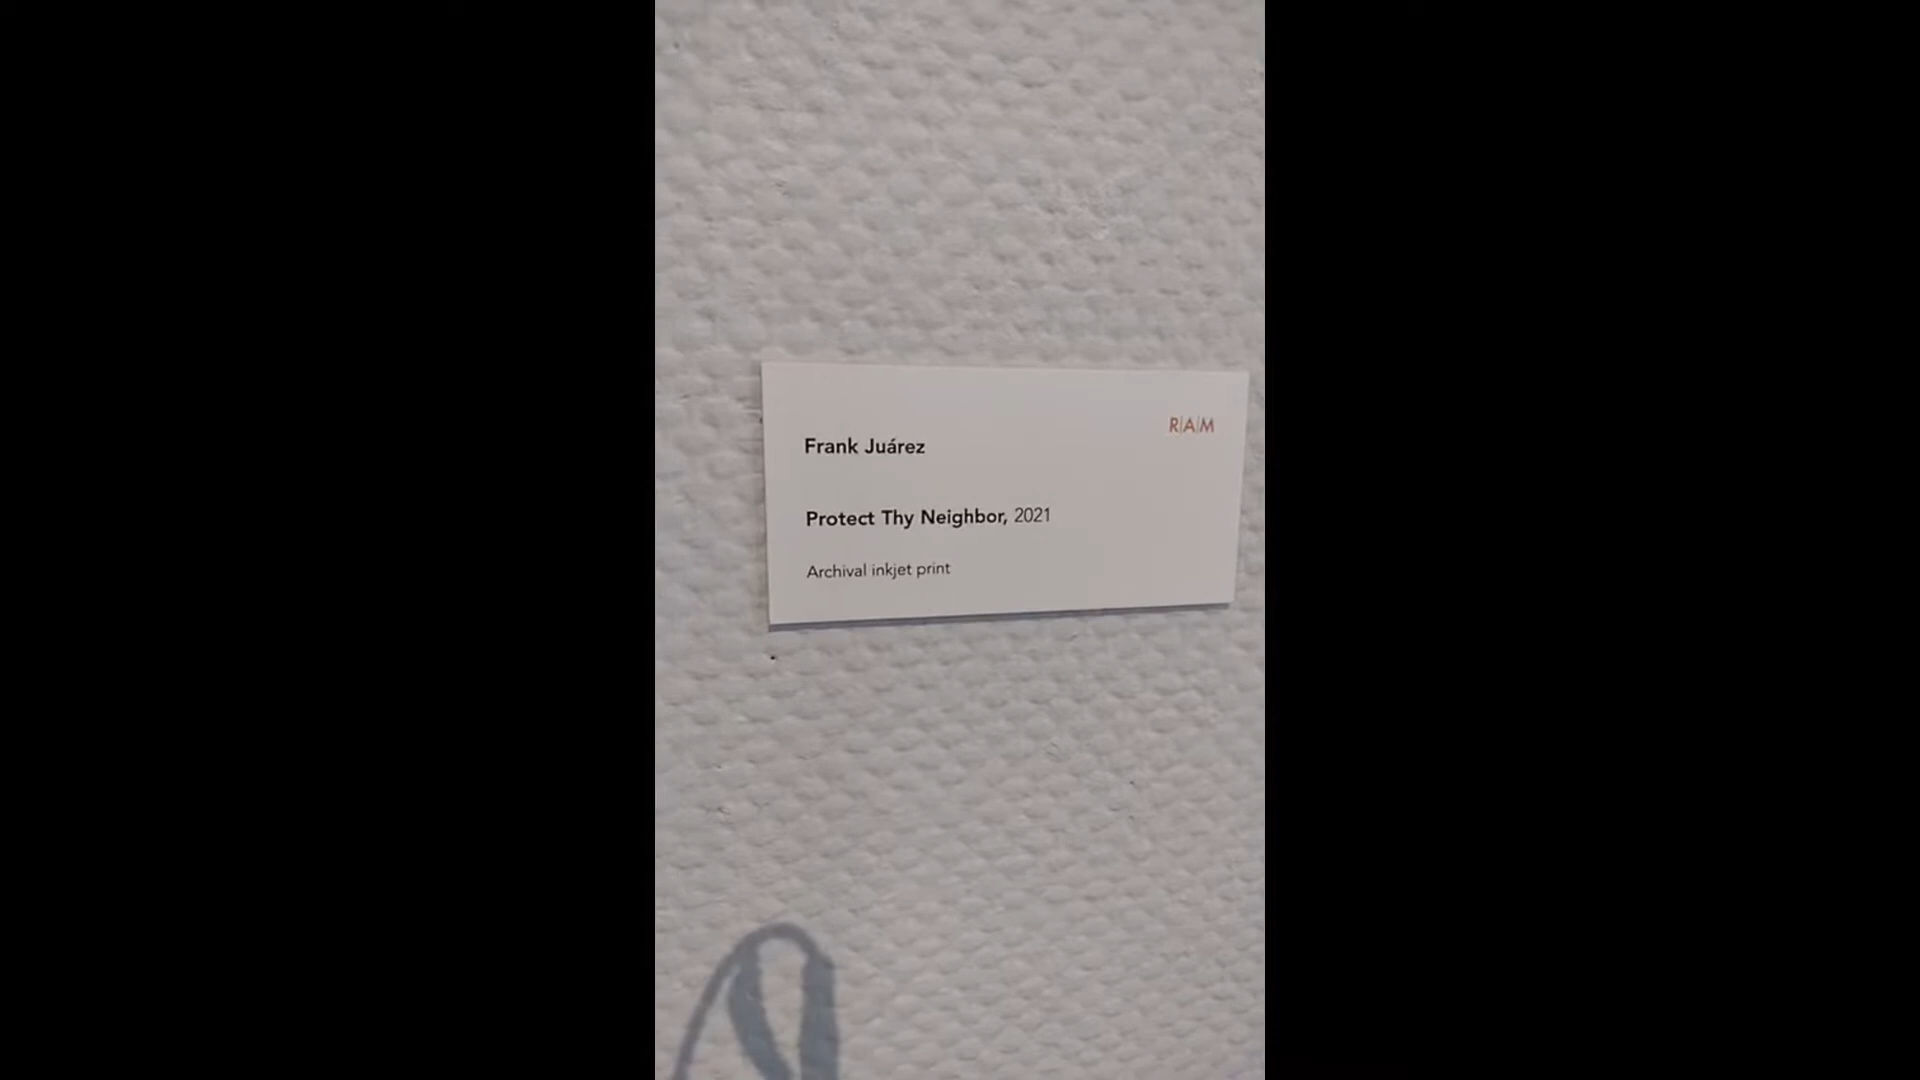 R|A|M
Frank Juárez
Protect Thy Neighbor, 2021
Archival inkjet print